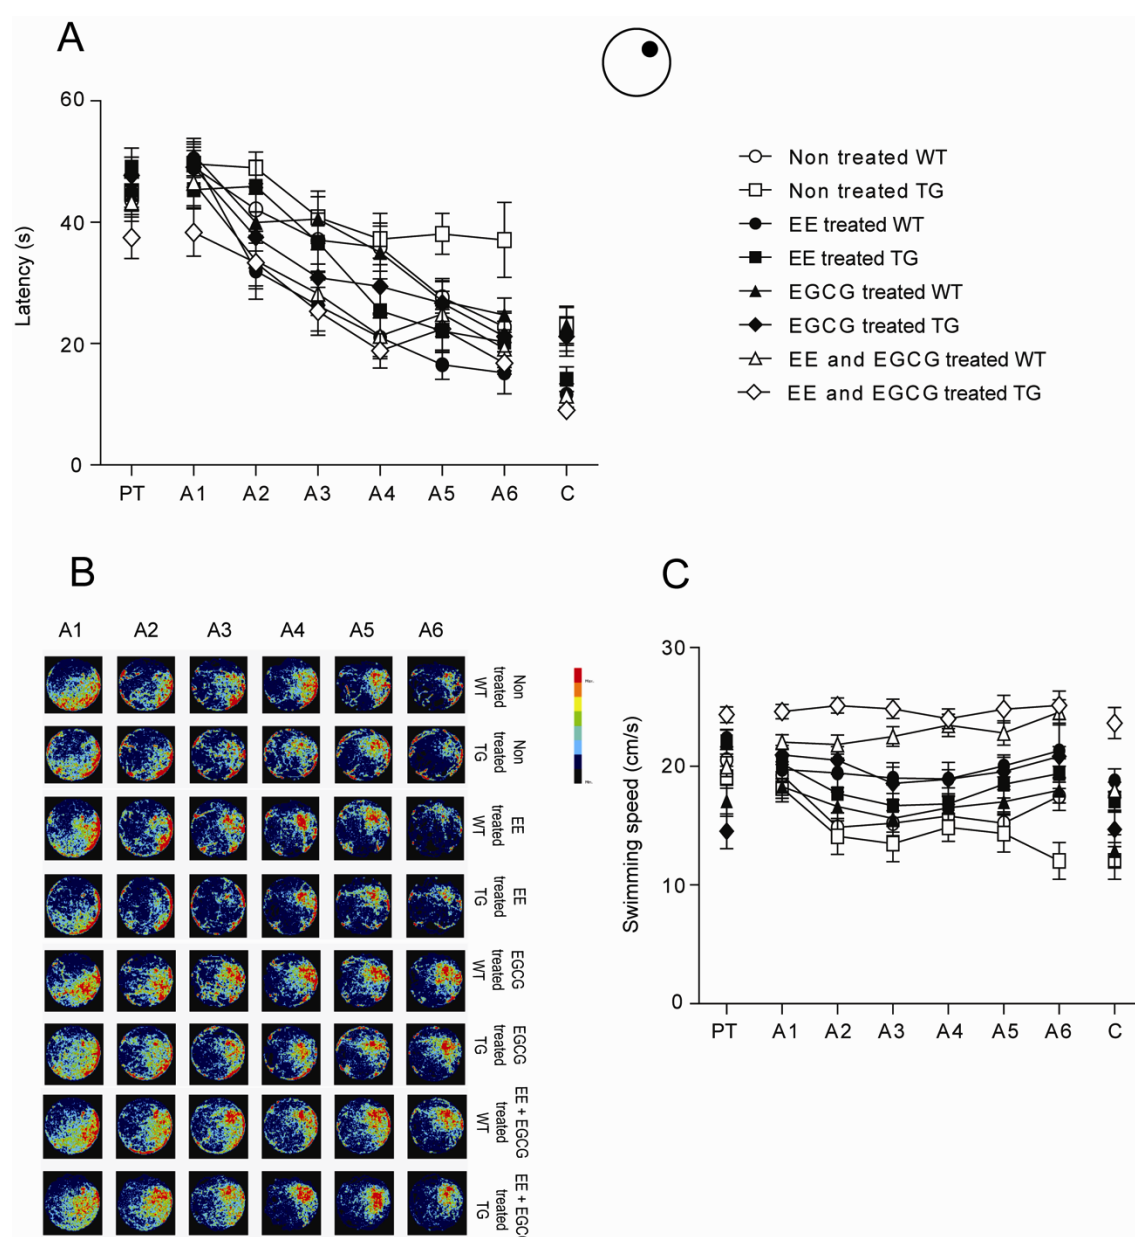 A
Latency (s)
60
40
20
0
PT A1 A2 A3 A4 A5 A6 C
Non treated WT
Non treated TG
EE treated WT
EE treated TG
EGCG treated WT
EGCG treated TG
EE and EGCG treated WT
EE and EGCG treated TG
B
A1 A2 A3 A4 A5 A6
Non
treated
WT
Non
treated
TG
EE
treated
WT
EE
treated
TG
EGCG
treated
WT
EGCG
treated
TG
EE + EGCG
treated
WT
EE + EGC
treated
TG
Max.
Min.
C
Swimming speed (cm/s)
30
20
10
0
PT A1 A2 A3 A4 A5 A6 C